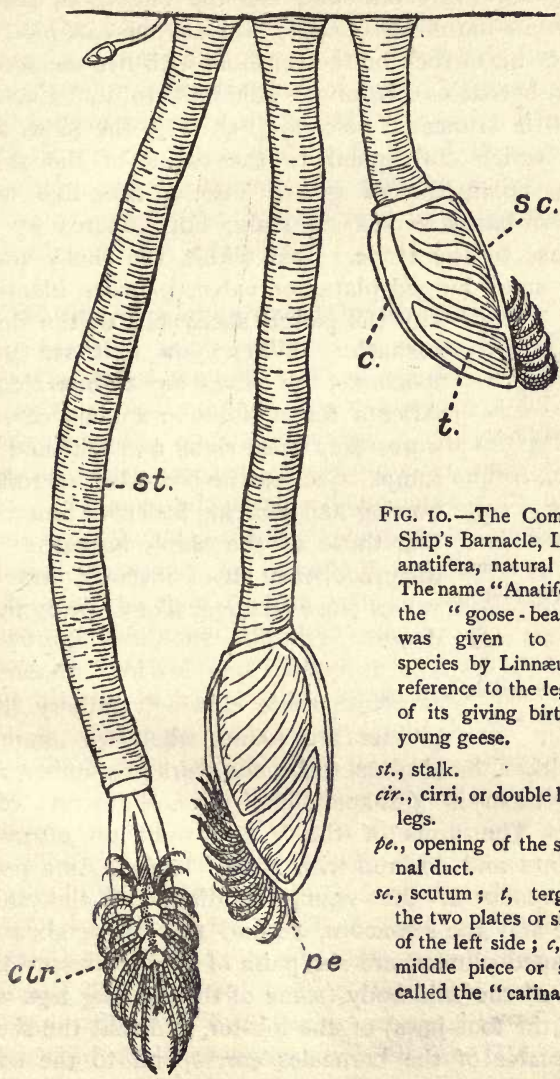 sc.
c.
t.
st.
FIG. 10.—The Com
Ship's Barnacle, L
anatifera, natural
The name "Anatif
the "goose-bea
was given to
species by Linnæu
reference to the leg
of its giving birt
young geese.
st., stalk.
cir., cirri, or double
legs.
pe., opening of the s
nal duct.
sc., scutum; t, terg
the two plates or s
of the left side; c,
middle piece or
called the "carina
cir.
pe